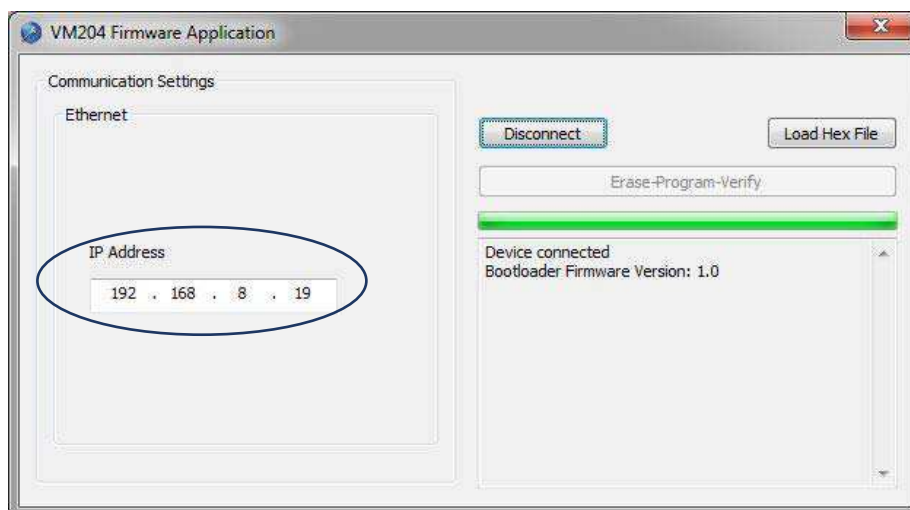 VM204 Firmware Application
Communication Settings
Ethernet
IP Address
192 . 168 . 8 . 19
Disconnect
Load Hex File
Erase-Program-Verify
Device connected
Bootloader Firmware Version: 1.0